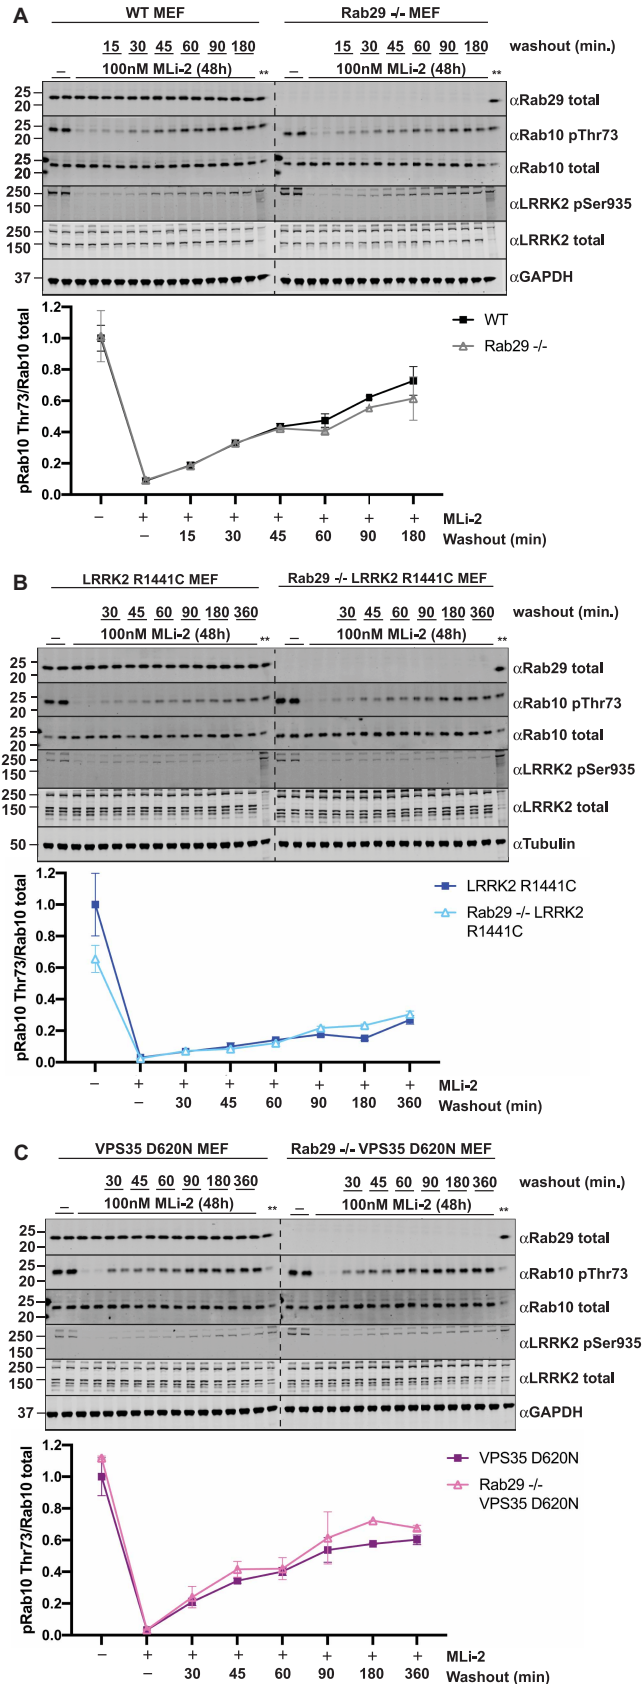 A
WT MEF Rab29 -/- MEF
15 30 45 60 90 180 15 30 45 60 90 180 washout (min.)
– 100nM MLi-2 (48h) ** – 100nM MLi-2 (48h) **
25
20
αRab29 total
25
20
αRab10 pThr73
25
20
αRab10 total
250
150
αLRRK2 pSer935
250
150
αLRRK2 total
37
αGAPDH
pRab10 Thr73/Rab10 total
1.2
1.0
0.8
0.6
0.4
0.2
0.0
WT
Rab29 -/-
– + + + + + + + MLi-2
– 15 30 45 60 90 180 Washout (min)
B
LRRK2 R1441C MEF Rab29 -/- LRRK2 R1441C MEF
30 45 60 90 180 360 30 45 60 90 180 360 washout (min.)
– 100nM MLi-2 (48h) ** – 100nM MLi-2 (48h) **
25
20
αRab29 total
25
20
αRab10 pThr73
25
20
αRab10 total
250
150
αLRRK2 pSer935
250
150
αLRRK2 total
50
αTubulin
pRab10 Thr73/Rab10 total
1.2
1.0
0.8
0.6
0.4
0.2
0.0
LRRK2 R1441C
Rab29 -/- LRRK2
R1441C
– + + + + + + + MLi-2
– 30 45 60 90 180 360 Washout (min)
C
VPS35 D620N MEF Rab29 -/- VPS35 D620N MEF
30 45 60 90 180 360 30 45 60 90 180 360 washout (min.)
– 100nM MLi-2 (48h) ** – 100nM MLi-2 (48h) **
25
20
αRab29 total
25
20
αRab10 pThr73
25
20
αRab10 total
250
150
αLRRK2 pSer935
250
150
αLRRK2 total
37
αGAPDH
pRab10 Thr73/Rab10 total
1.2
1.0
0.8
0.6
0.4
0.2
0.0
VPS35 D620N
Rab29 -/-
VPS35 D620N
– + + + + + + + MLi-2
– 30 45 60 90 180 360 Washout (min)